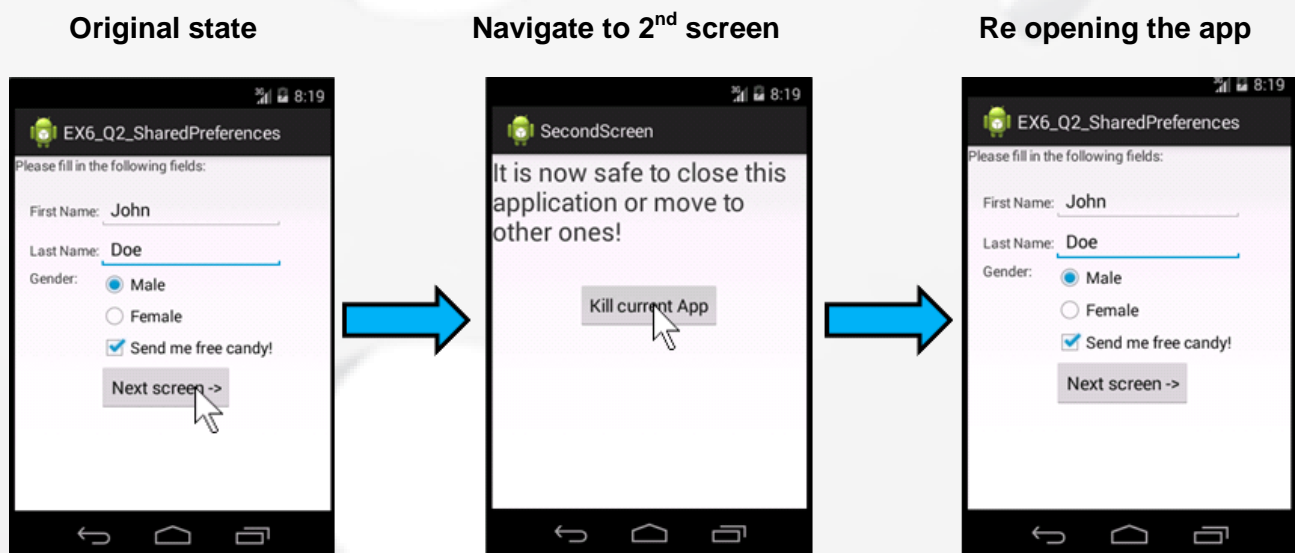 Original state
Navigate to 2nd screen
Re opening the app
3G 8:19
EX6_Q2_SharedPreferences
Please fill in the following fields:
First Name: John
Last Name: Doe
Gender: Male
Female
Send me free candy!
Next screen ->
3G 8:19
SecondScreen
It is now safe to close this
application or move to
other ones!
Kill current App
3G 8:19
EX6_Q2_SharedPreferences
Please fill in the following fields:
First Name: John
Last Name: Doe
Gender: Male
Female
Send me free candy!
Next screen ->